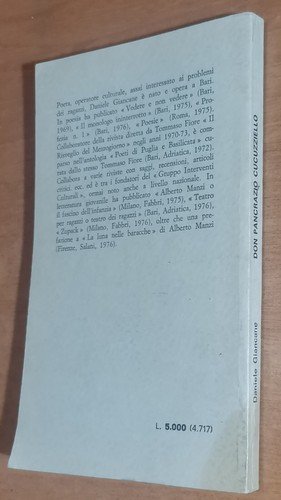 Poeta, operatore culturale, assai interessato ai problemi
dei ragazzi, Daniele Giancane è nato e opera a Bari.
In poesia ha pubblicato « Vedere e non vedere » (Bari,
1969), « Il monologo ininterrotto » (Bari, 1975), « Pro-
fezia n. 1 » (Bari, 1976), « Poesie » (Roma, 1975).
Collaboratore della rivista diretta da Tommaso Fiore « Il
Risveglio del Mezzogiorno » negli anni 1970-73, è com-
parso nell'antologia « Poeti di Puglia e Basilicata » cu-
rata dallo stesso Tommaso Fiore (Bari, Adriatica, 1972).
Collabora a varie riviste con saggi, recensioni, articoli
critici ecc. ed è tra i fondatori del « Gruppo Interventi
Culturali », ormai noto anche a livello nazionale. In
letteratura giovanile ha pubblicato « Alberto Manzi o
il fascino dell'infanzia » (Milano, Fabbri, 1975), « Teatro
per ragazzi o teatro dei ragazzi » (Bari, Adriatica, 1976),
« Zupack » (Milano, Fabbri, 1976), oltre che una pre-
fazione a « La luna nelle baracche » di Alberto Manzi
(Firenze, Salani, 1976).
L. 5.000 (4.717)
Daniele Giancane DON PANCRAZIO CUCUZZIELLO